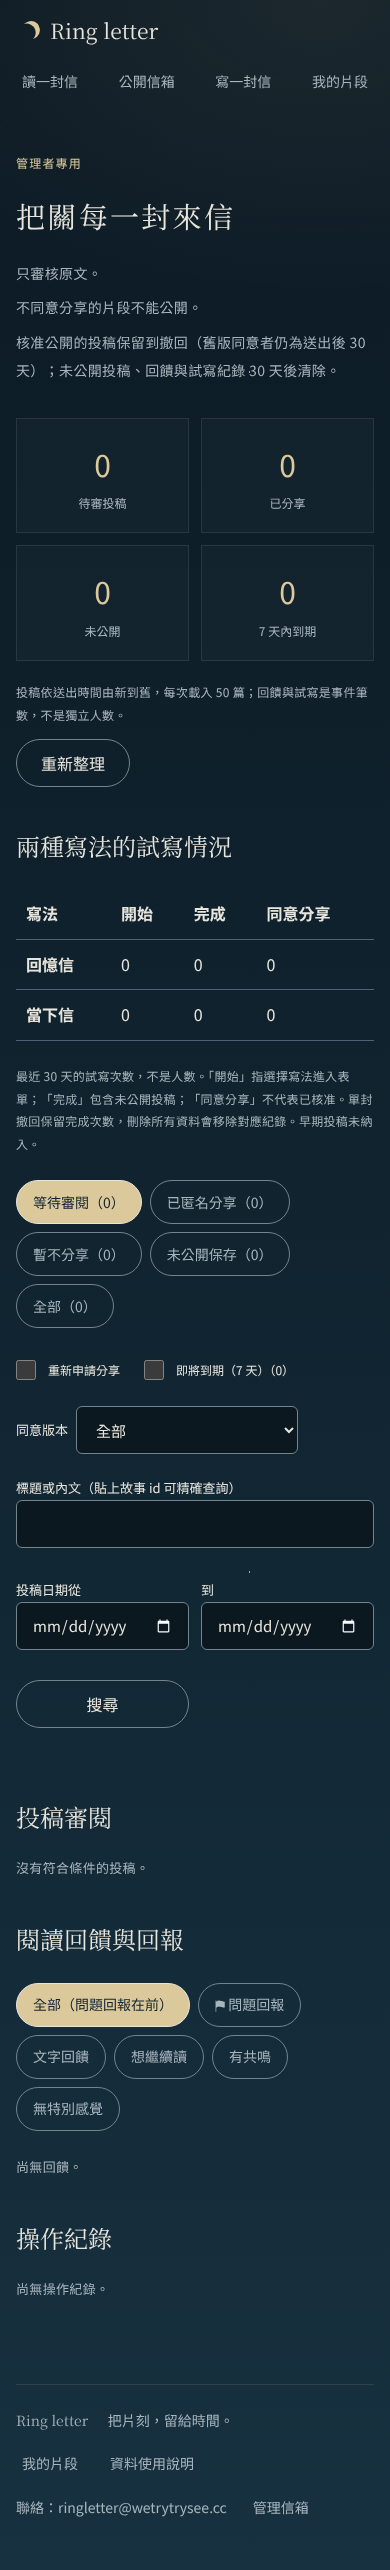 Ring letter
讀一封信 公開信箱 寫一封信 我的片段
管理者專用
把關每一封來信
只審核原文。
不同意分享的片段不能公開。
核准公開的投稿保留到撤回（舊版同意者仍為送出後 30
天）；未公開投稿、回饋與試寫紀錄 30 天後清除。
0 0
待審投稿 已分享
0 0
未公開 7 天內到期
投稿依送出時間由新到舊，每次載入 50 篇；回饋與試寫是事件筆
數，不是獨立人數。
重新整理
兩種寫法的試寫情況
寫法 開始 完成 同意分享
回憶信 0 0 0
當下信 0 0 0
最近 30 天的試寫次數，不是人數。「開始」指選擇寫法進入表
單；「完成」包含未公開投稿；「同意分享」不代表已核准。單封
撤回保留完成次數，刪除所有資料會移除對應紀錄。早期投稿未納
入。
等待審閱（0） 已匿名分享（0）
暫不分享（0） 未公開保存（0）
全部（0）
重新申請分享 即將到期（7 天）（0）
同意版本 全部
標題或內文（貼上故事 id 可精確查詢）
投稿日期從 到
mm/dd/yyyy mm/dd/yyyy
搜尋
投稿審閱
沒有符合條件的投稿。
閱讀回饋與回報
全部（問題回報在前） 問題回報
文字回饋 想繼續讀 有共鳴
無特別感覺
尚無回饋。
操作紀錄
尚無操作紀錄。
Ring letter 把片刻，留給時間。
我的片段 資料使用說明
聯絡：ringletter@wetrytrysee.cc 管理信箱